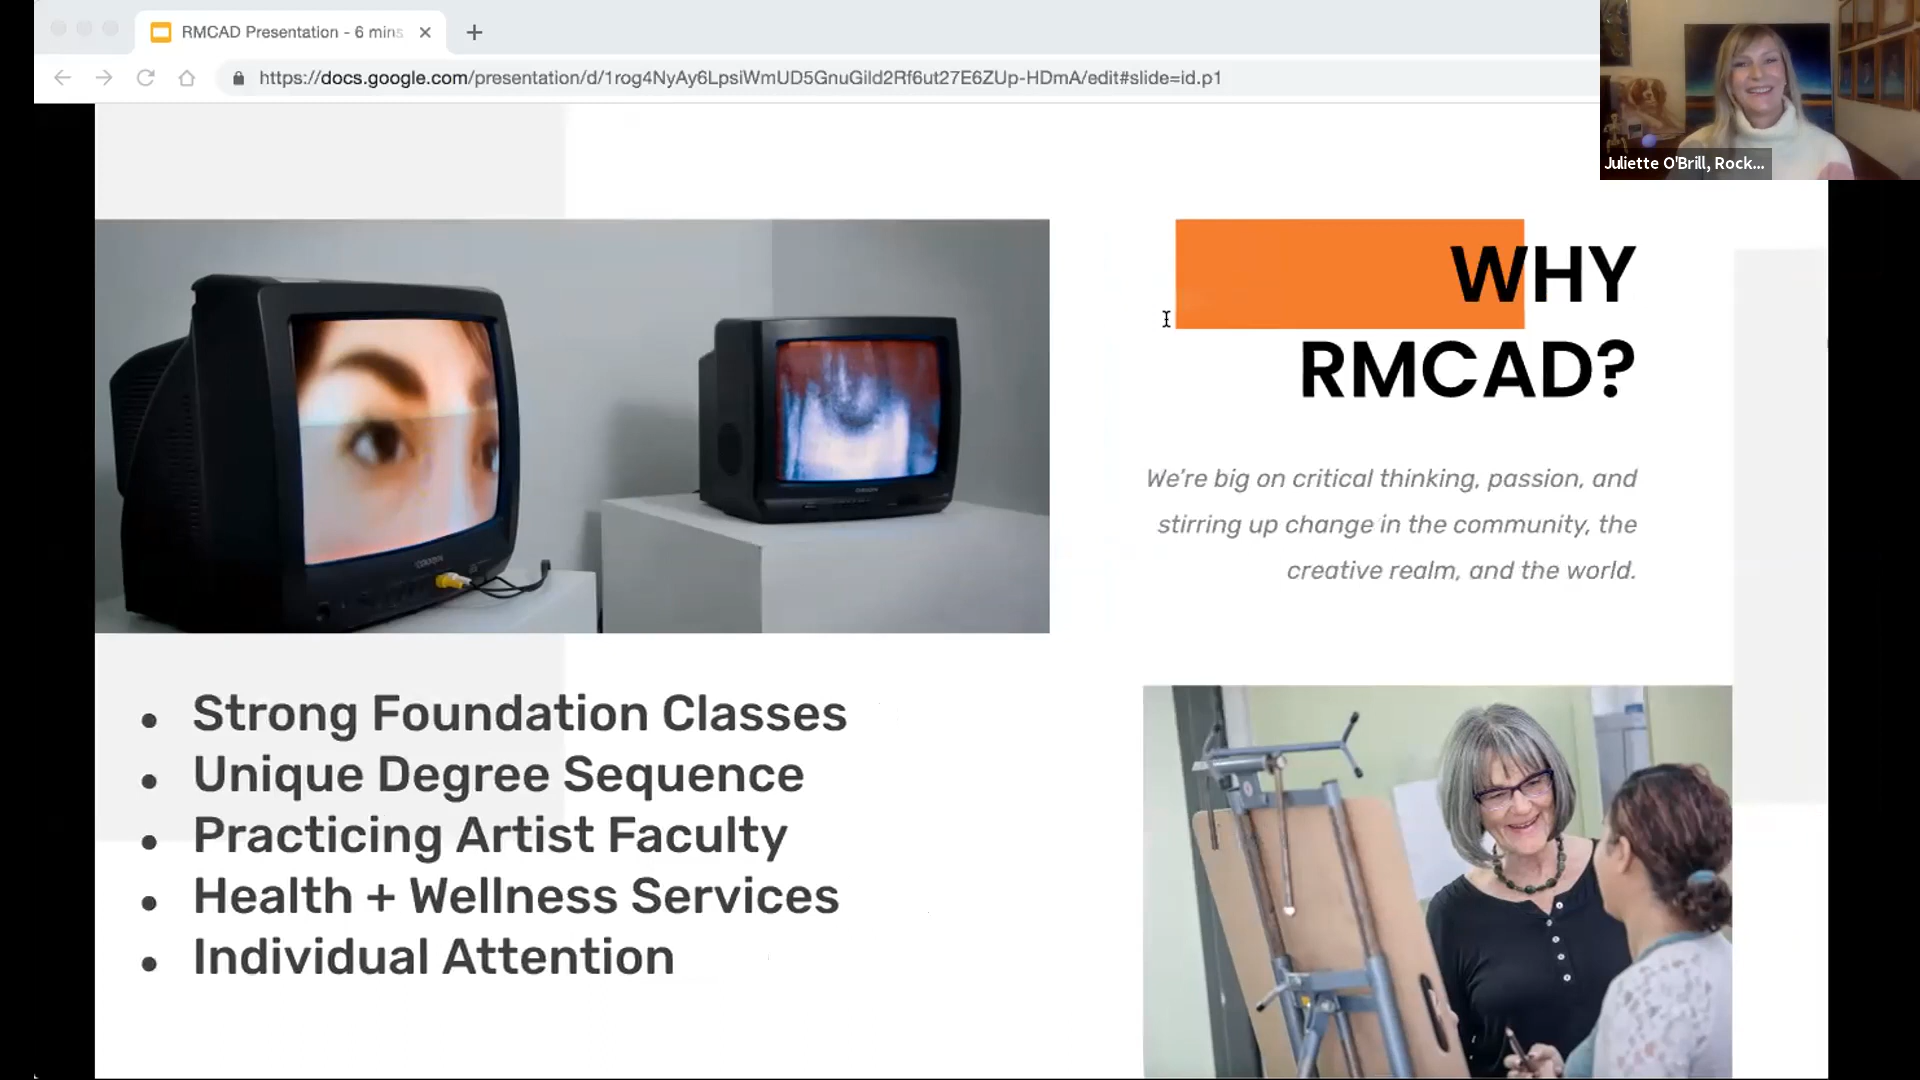 RMCAD Presentation - 6 mins
https://docs.google.com/presentation/d/1rog4NyAy6LpsiWmUD5GnuGild2Rf6ut27E6ZUp-HDmA/edit#slide=id.p1
Juliette O'Brill, Rock...
WHY
RMCAD?
We're big on critical thinking, passion, and
stirring up change in the community, the
creative realm, and the world.
• Strong Foundation Classes
• Unique Degree Sequence
• Practicing Artist Faculty
• Health + Wellness Services
• Individual Attention